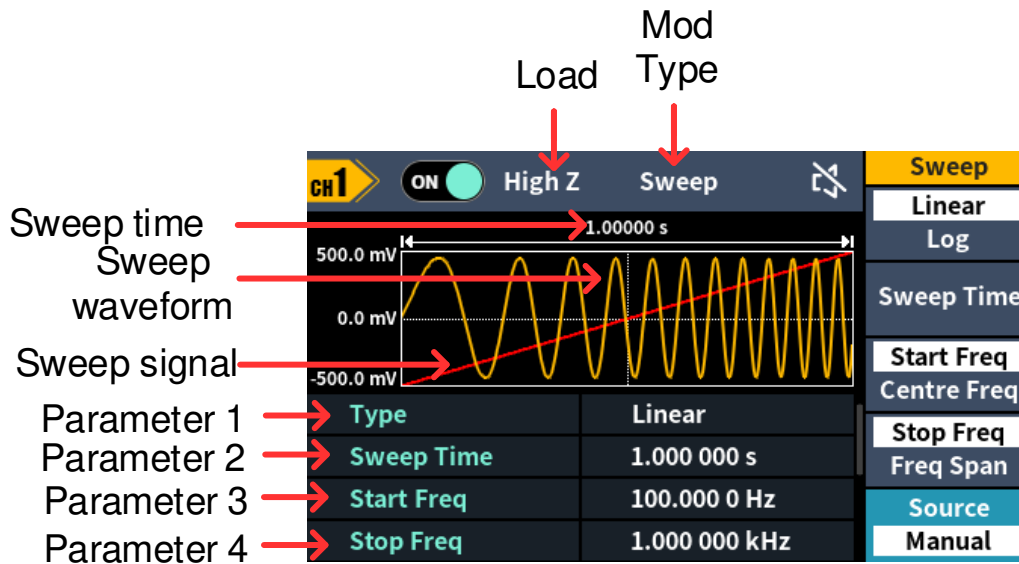 Mod
Type
Load
CH1 ON High Z Sweep
Sweep
Linear
Log
Sweep Time
Start Freq
Centre Freq
Stop Freq
Freq Span
Source
Manual
Sweep time
1.00000 s
Sweep
waveform
500.0 mV
0.0 mV
Sweep signal
-500.0 mV
Parameter 1
Type Linear
Parameter 2
Sweep Time 1.000 000 s
Parameter 3
Start Freq 100.000 0 Hz
Parameter 4
Stop Freq 1.000 000 kHz